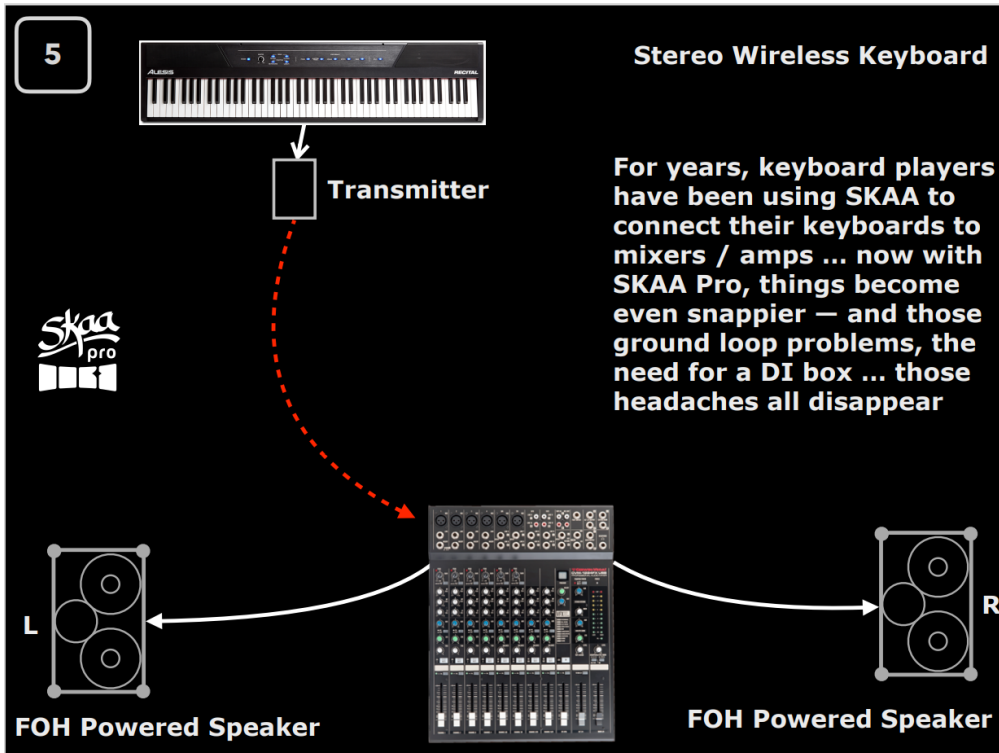 5
Stereo Wireless Keyboard
ALESIS
RECITAL
Transmitter
For years, keyboard players
have been using SKAA to
connect their keyboards to
mixers / amps ... now with
SKAA Pro, things become
even snappier — and those
ground loop problems, the
need for a DI box ... those
headaches all disappear
Skaa
pro
L
R
FOH Powered Speaker
FOH Powered Speaker